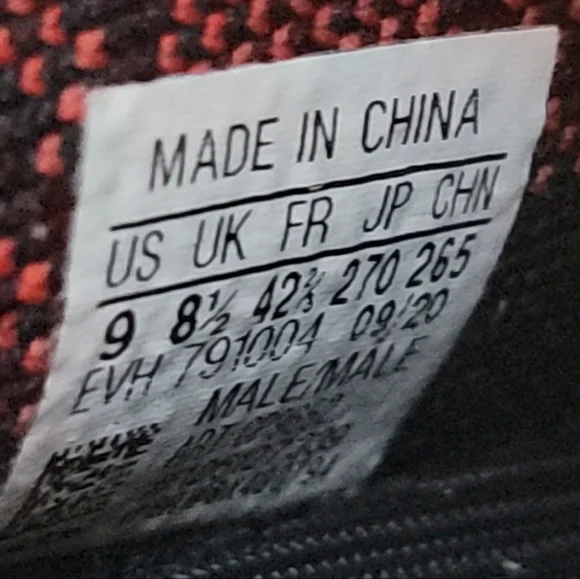 MADE IN CHINA
US UK FR JP CHN
9 8½ 42⅔ 270 265
EVH 791004 09/20
MALE/MALE